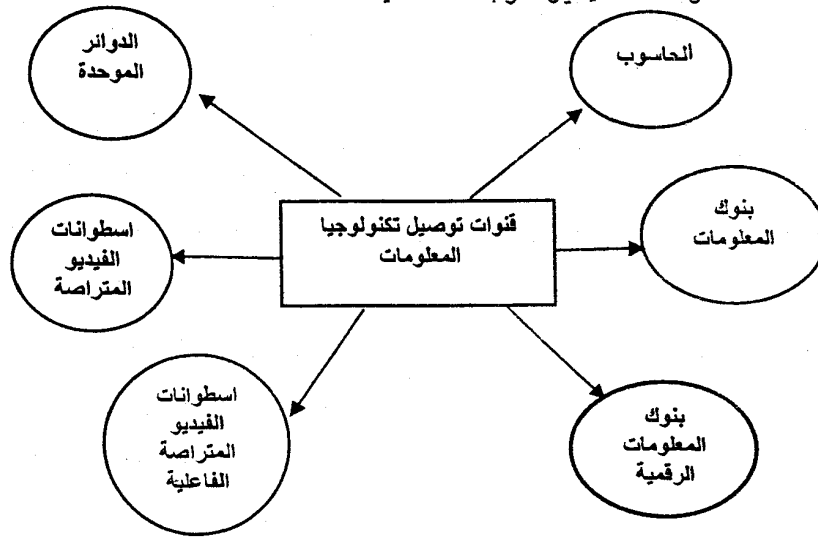 الدوائر
الموحدة
الحاسوب
قنوات توصيل تكنولوجيا
المعلومات
اسطوانات
الفيديو
المتراصة
بنوك
المعلومات
اسطوانات
الفيديو
المتراصة
الفاعلية
بنوك
المعلومات
الرقمية